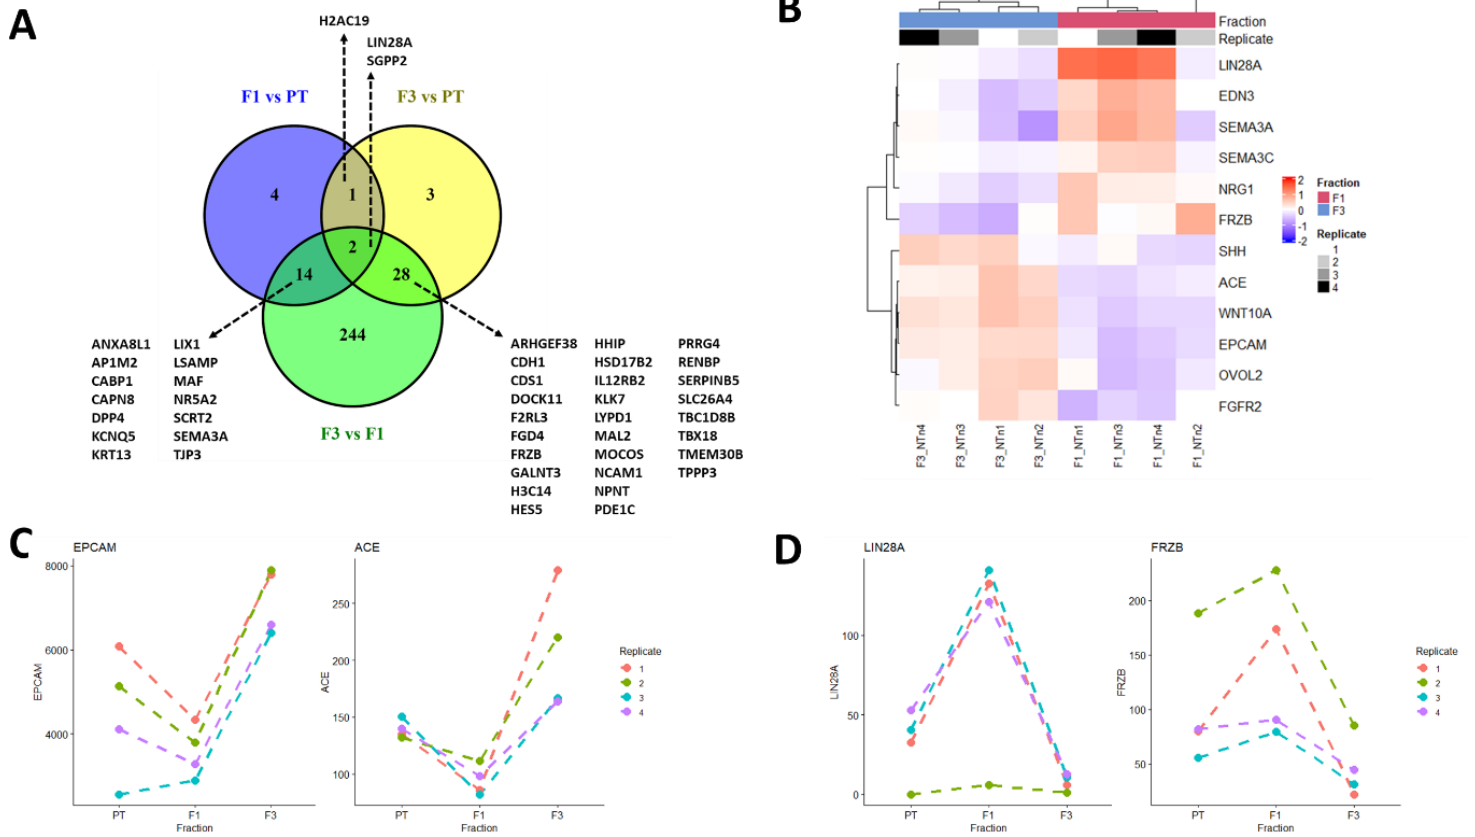 A
H2AC19
LIN28A
SGPP2
F1 vs PT
F3 vs PT
4
1
3
2
14
28
244
F3 vs F1
ANXA8L1 LIX1
AP1M2 LSAMP
CABP1 MAF
CAPN8 NR5A2
DPP4 SCRT2
KCNQ5 SEMA3A
KRT13 TJP3
ARHGEF38 HHIP PRRG4
CDH1 HSD17B2 RENBP
CDS1 IL12RB2 SERPINB5
DOCK11 KLK7 SLC26A4
F2RL3 LYPD1 TBC1D8B
FGD4 MAL2 TBX18
FRZB MOCOS TMEM30B
GALNT3 NCAM1 TPPP3
H3C14 NPNT
HES5 PDE1C
B
Fraction
Replicate
LIN28A
EDN3
SEMA3A
SEMA3C
NRG1
FRZB
SHH
ACE
WNT10A
EPCAM
OVOL2
FGFR2
F3_NTn4
F3_NTn3
F3_NTn1
F3_NTn2
F1_NTn1
F1_NTn3
F1_NTn4
F1_NTn2
2
1
0
-1
-2
Fraction
F1
F3
Replicate
1
2
3
4
C
EPCAM
8000
6000
4000
EPCAM
PT F1 F3
Fraction
ACE
250
200
150
100
ACE
PT F1 F3
Fraction
Replicate
1
2
3
4
D
LIN28A
100
50
0
LIN28A
PT F1 F3
Fraction
FRZB
200
150
100
50
FRZB
PT F1 F3
Fraction
Replicate
1
2
3
4